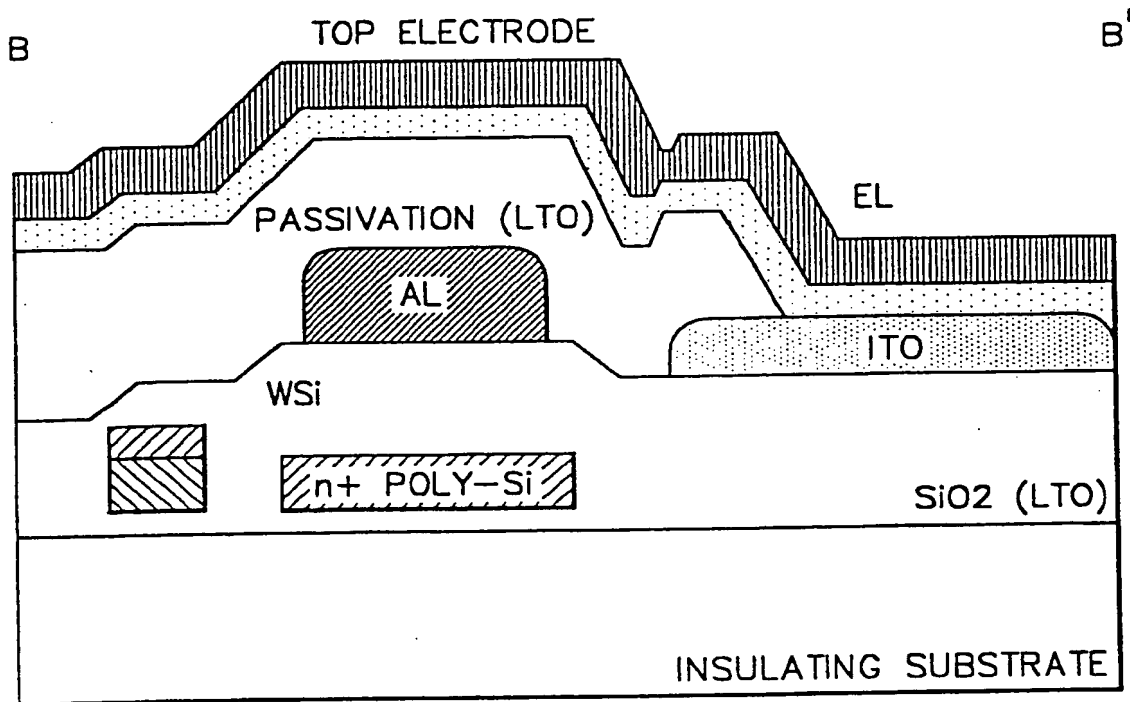 B
TOP ELECTRODE
B'
EL
PASSIVATION (LTO)
AL
ITO
WSi
n+ POLY-Si
SiO2 (LTO)
INSULATING SUBSTRATE